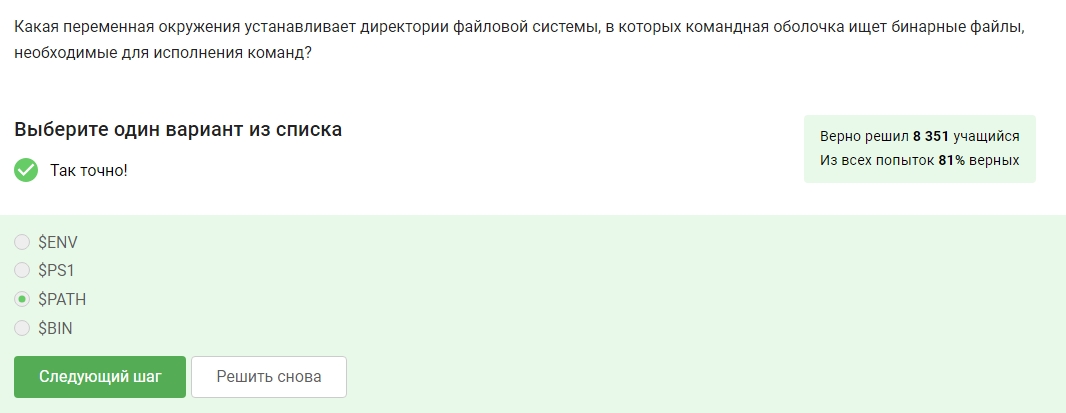 Какая переменная окружения устанавливает директории файловой системы, в которых командная оболочка ищет бинарные файлы,
необходимые для исполнения команд?
Выберите один вариант из списка
Так точно!
Верно решил 8 351 учащийся
Из всех попыток 81% верных
$ENV
$PS1
$PATH
$BIN
Следующий шаг
Решить снова